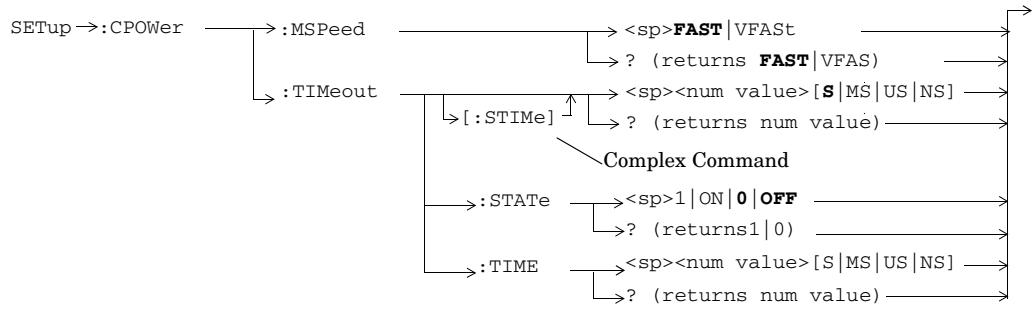 SETup :CPOWer :MSPeed <sp>FAST|VFASt
? (returns FAST|VFAS)
:TIMeout <sp><num value>[S|MS|US|NS]
[:STIMe] ? (returns num value)
Complex Command
:STATe <sp>1|ON|0|OFF
? (returns1|0)
:TIME <sp><num value>[S|MS|US|NS]
? (returns num value)